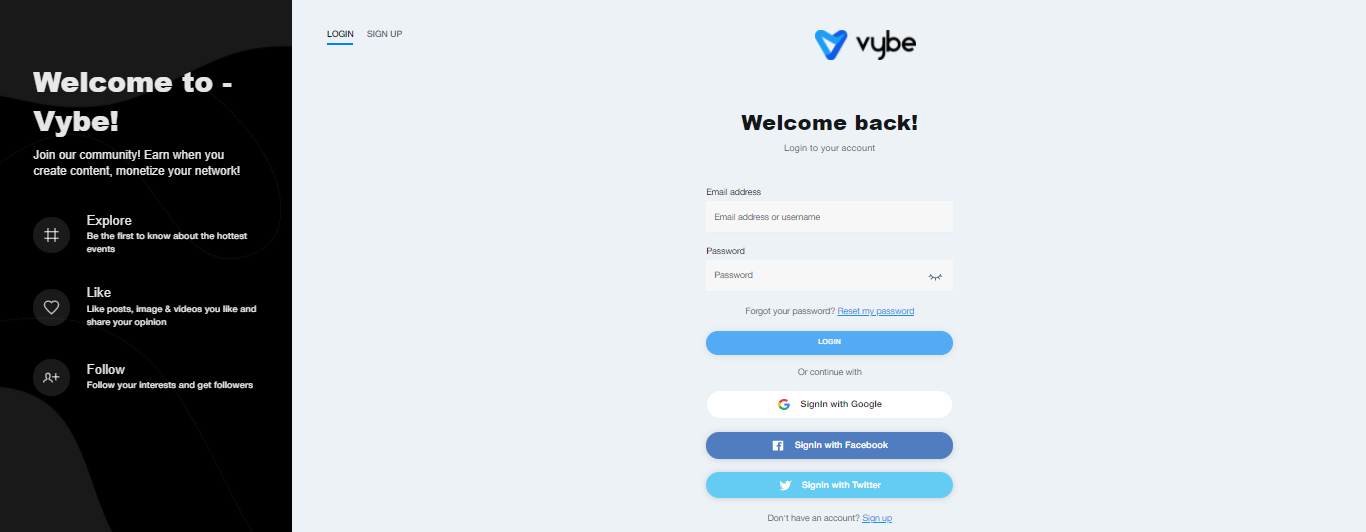 Welcome to -
Vybe!
Join our community! Earn when you
create content, monetize your network!
Explore
Be the first to know about the hottest
events
Like
Like posts, image & videos you like and
share your opinion
Follow
Follow your interests and get followers
LOGIN SIGN UP
vybe
Welcome back!
Login to your account
Email address
Email address or username
Password
Password
Forgot your password? Reset my password
LOGIN
Or continue with
SignIn with Google
SignIn with Facebook
SignIn with Twitter
Don't have an account? Sign up